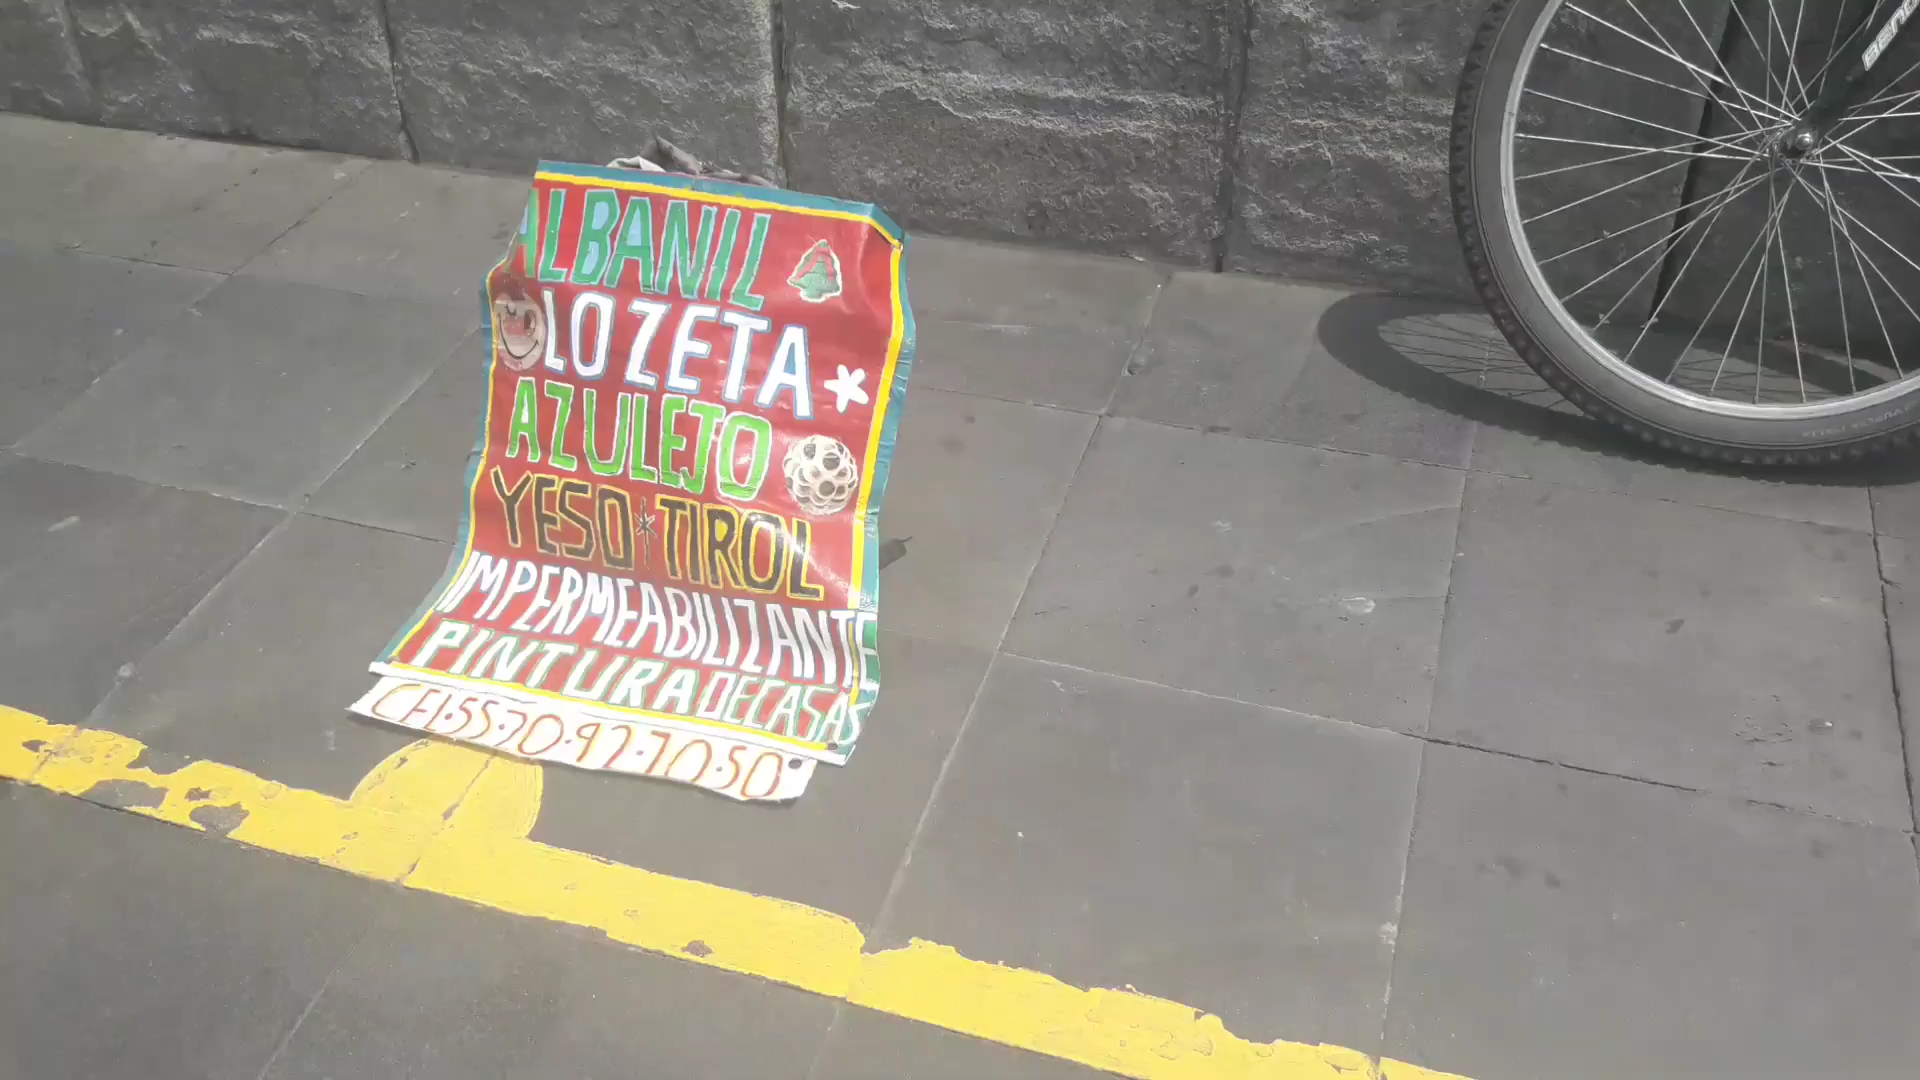 ALBANIL
LOZETA
AZULEJO
YESO * TIROL
IMPERMEABILIZANTE
PINTURA DE CASAS
CEL·55·70·92·70·50·